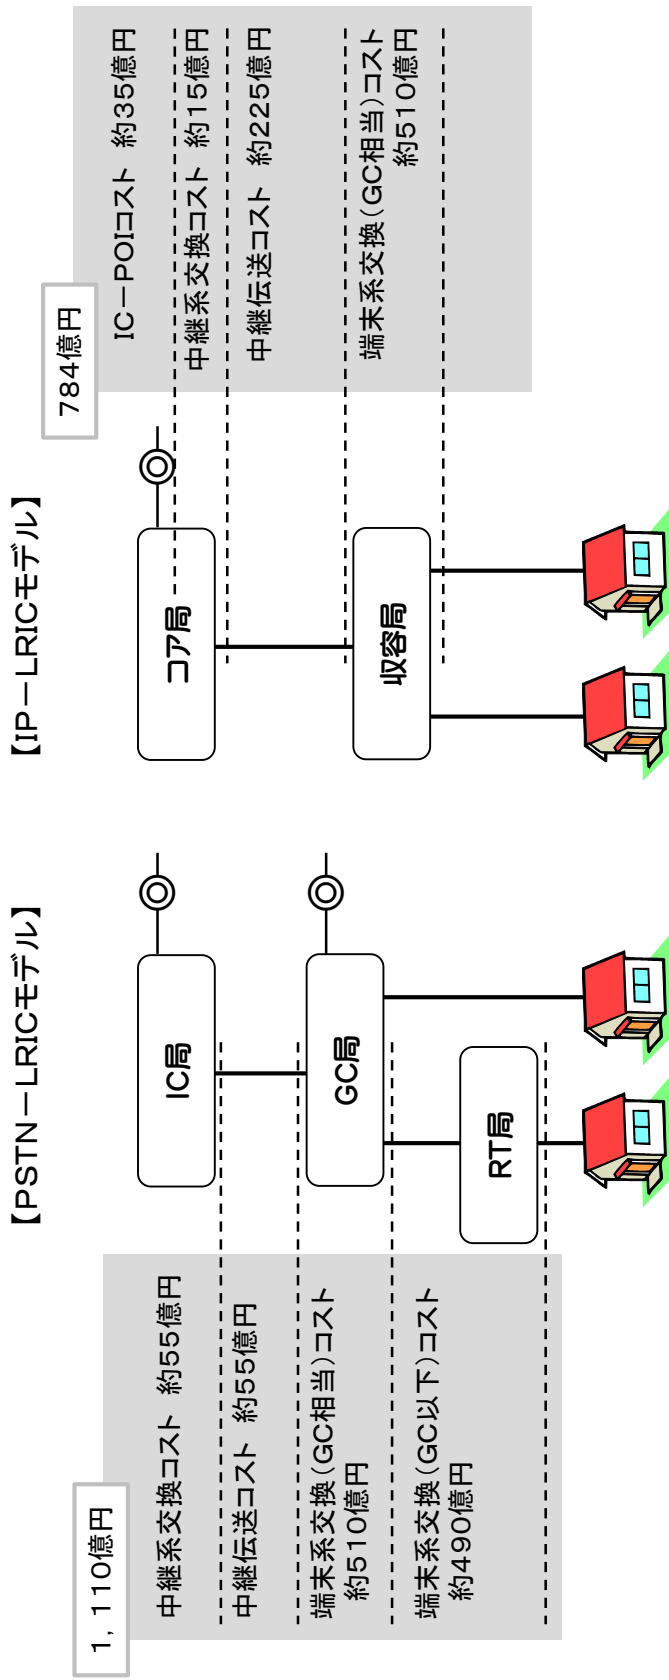 【PSTN-LRICモデル】
1,110億円
中継系交換コスト 約55億円
中継伝送コスト 約55億円
端末系交換(GC相当)コスト
約510億円
端末系交換(GC以下)コスト
約490億円
IC局
GC局
RT局
【IP-LRICモデル】
コア局
収容局
784億円
IC-POIコスト 約35億円
中継系交換コスト 約15億円
中継伝送コスト 約225億円
端末系交換(GC相当)コスト
約510億円